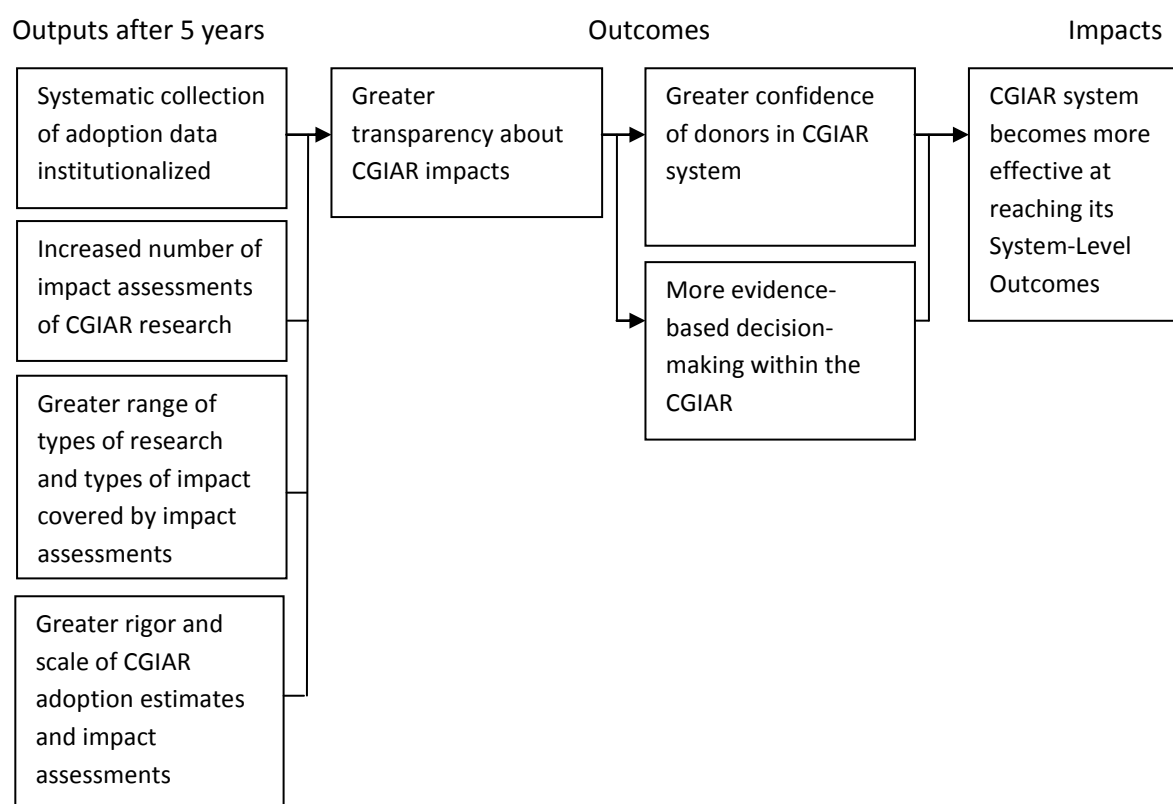 Outputs after 5 years
Outcomes
Impacts
Systematic collection
of adoption data
institutionalized
Increased number of
impact assessments
of CGIAR research
Greater range of
types of research
and types of impact
covered by impact
assessments
Greater rigor and
scale of CGIAR
adoption estimates
and impact
assessments
Greater
transparency about
CGIAR impacts
Greater confidence
of donors in CGIAR
system
More evidence-
based decision-
making within the
CGIAR
CGIAR system
becomes more
effective at
reaching its
System-Level
Outcomes